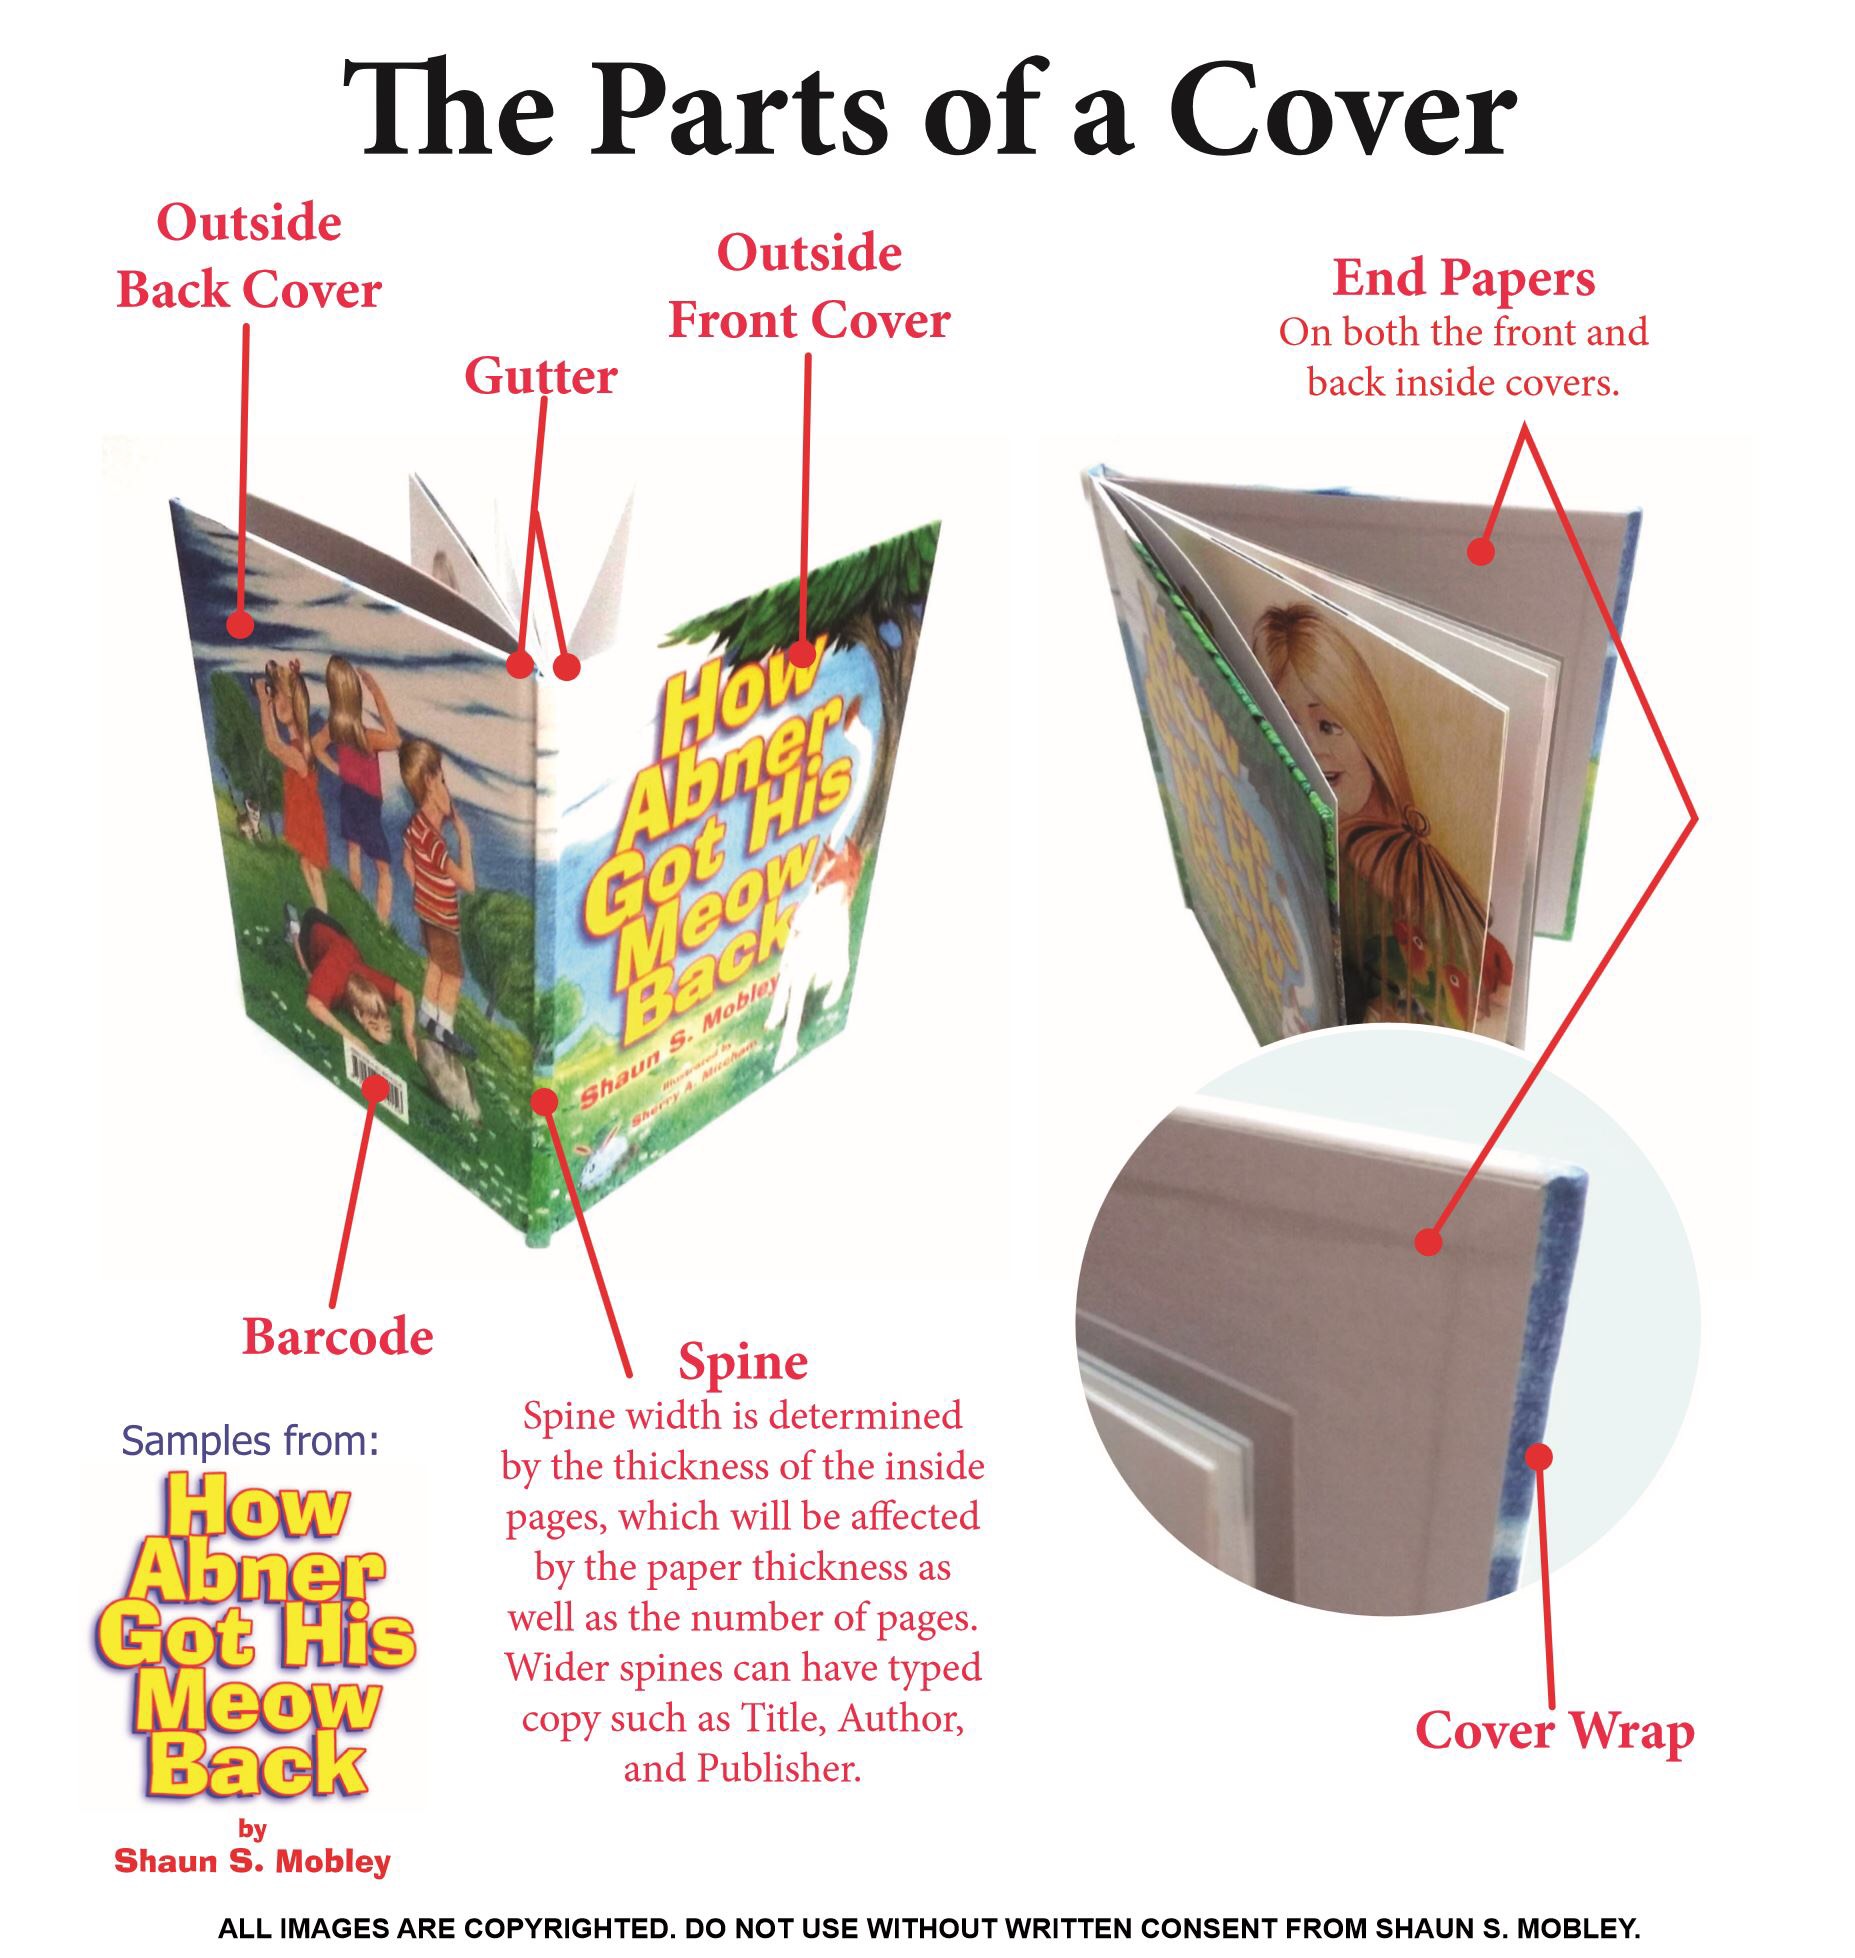 The Parts of a Cover
Outside
Back Cover
Outside
Front Cover
Gutter
End Papers
On both the front and
back inside covers.
How
Abner
Got His
Meow
Back
Shaun S. Mobley
Illustrated by
Sherry A. Mitcham
Barcode
Spine
Spine width is determined
by the thickness of the inside
pages, which will be affected
by the paper thickness as
well as the number of pages.
Wider spines can have typed
copy such as Title, Author,
and Publisher.
Cover Wrap
Samples from:
How
Abner
Got His
Meow
Back
by
Shaun S. Mobley
ALL IMAGES ARE COPYRIGHTED. DO NOT USE WITHOUT WRITTEN CONSENT FROM SHAUN S. MOBLEY.